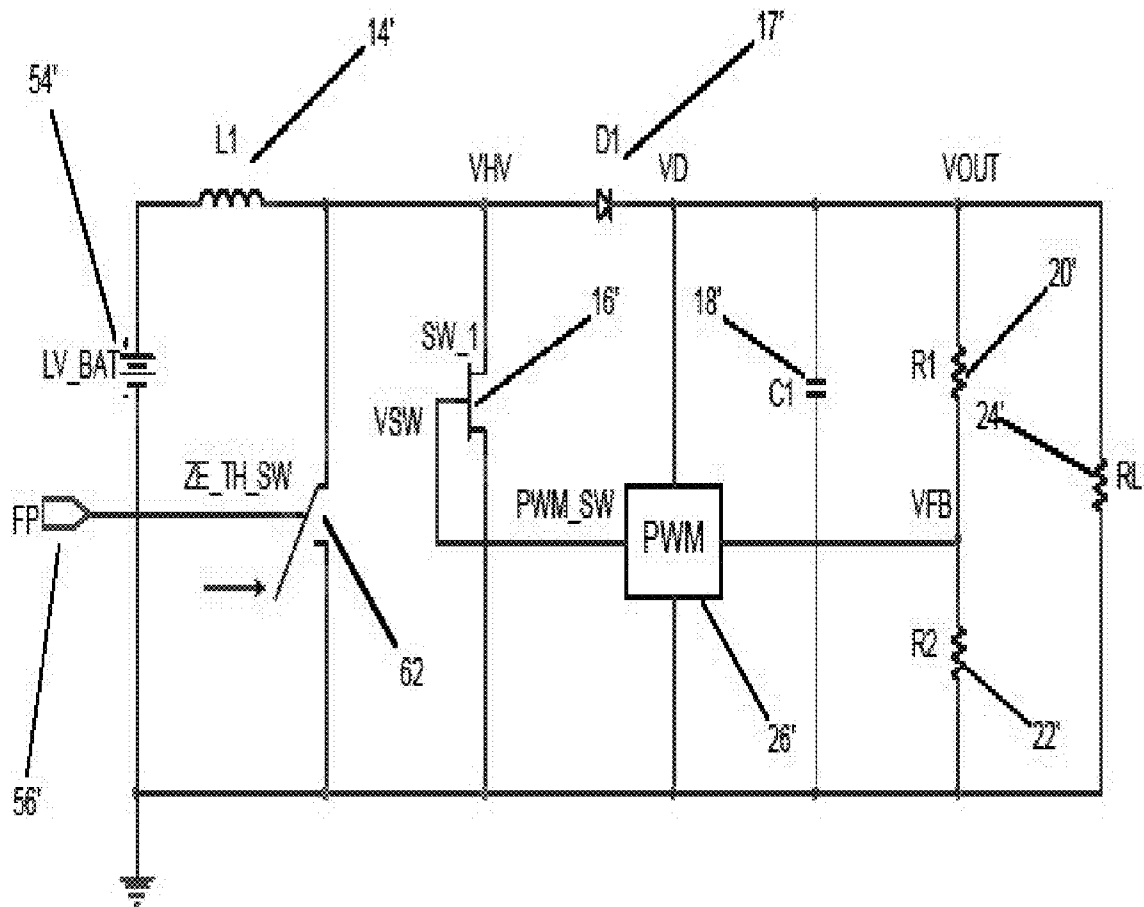 14'
17'
54'
L1
D1
VHV
VD
VOUT
20'
16'
18'
SW_1
LV_BAT
+
-
R1
C1
VSW
24'
ZE_TH_SW
RL
PWM_SW
VFB
FP
PWM
R2
62
26'
22'
56'